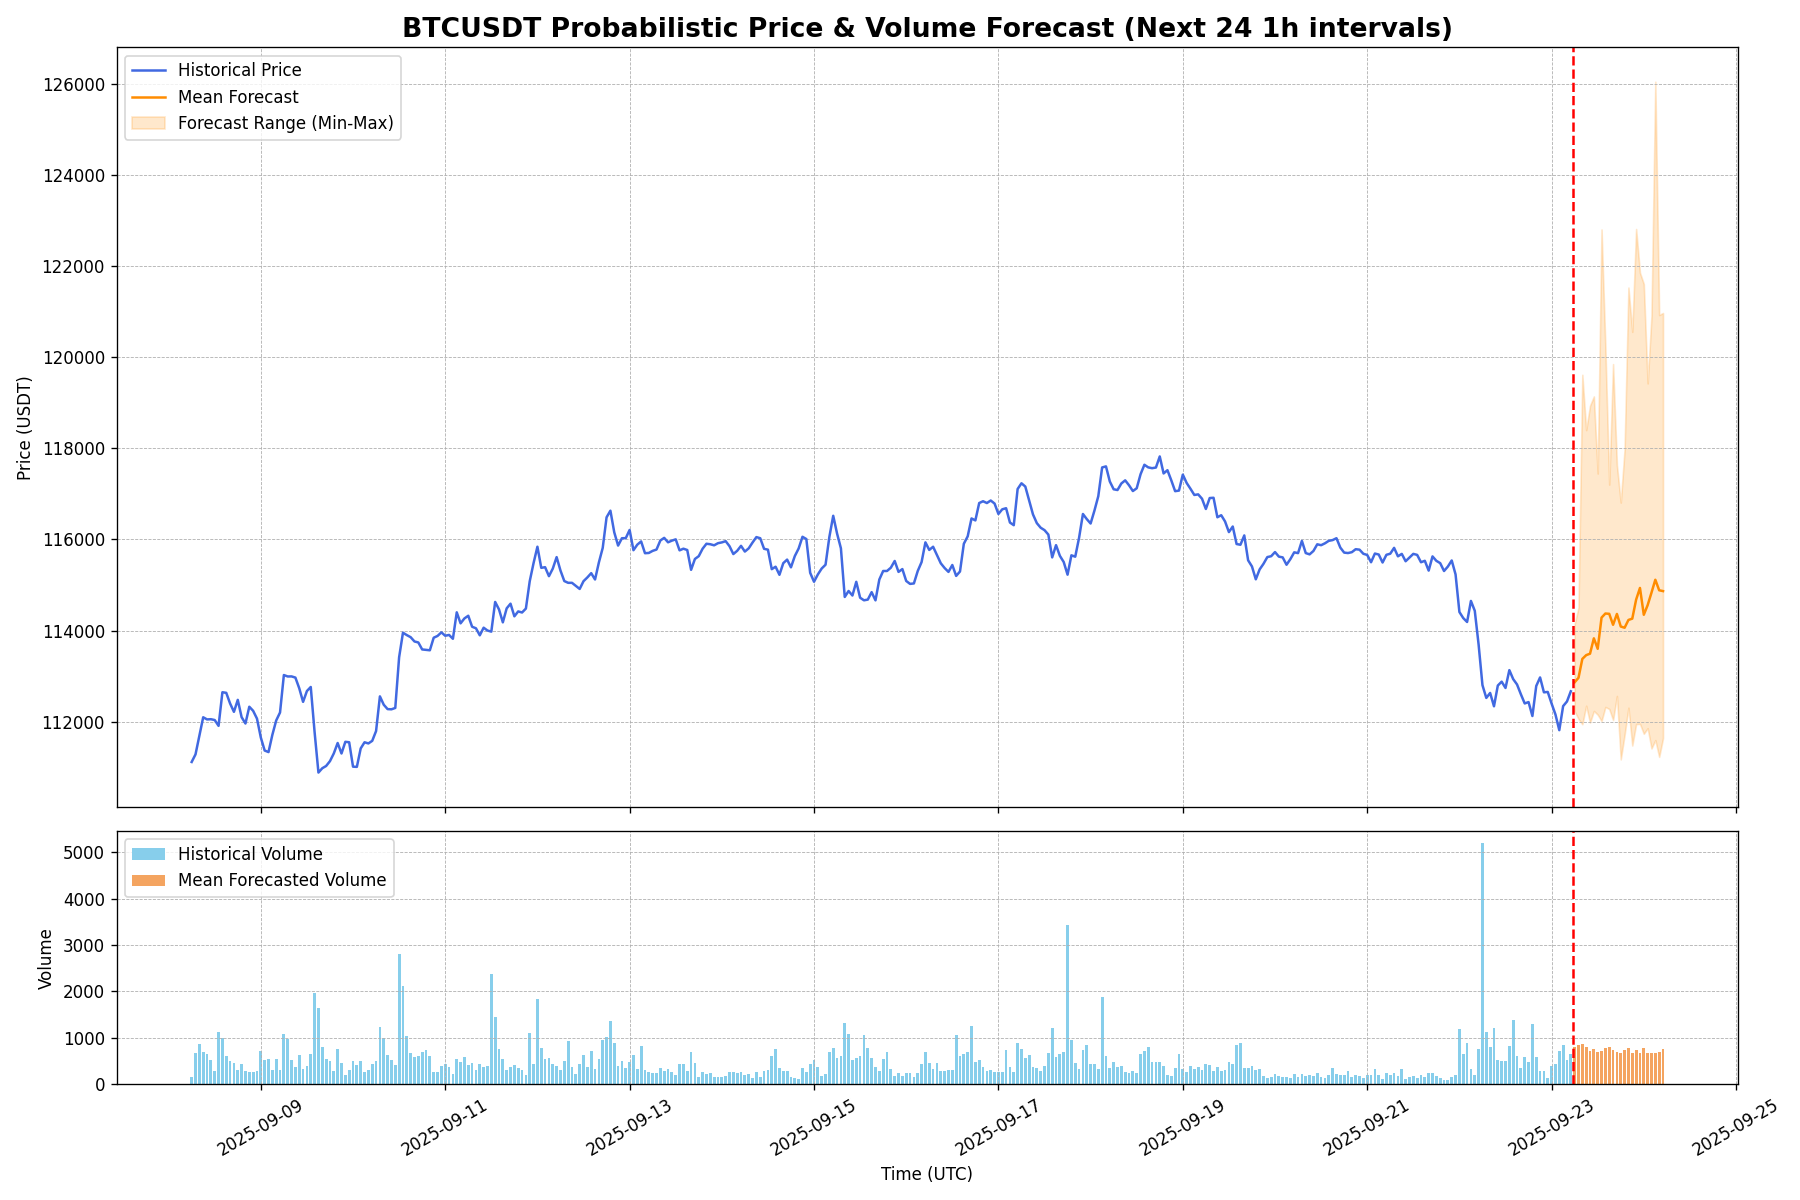 BTCUSDT Probabilistic Price & Volume Forecast (Next 24 1h intervals)
Historical Price
Mean Forecast
Forecast Range (Min-Max)
126000
124000
122000
120000
118000
116000
114000
112000
Price (USDT)
Historical Volume
Mean Forecasted Volume
5000
4000
3000
2000
1000
0
Volume
2025-09-09
2025-09-11
2025-09-13
2025-09-15
2025-09-17
2025-09-19
2025-09-21
2025-09-23
2025-09-25
Time (UTC)